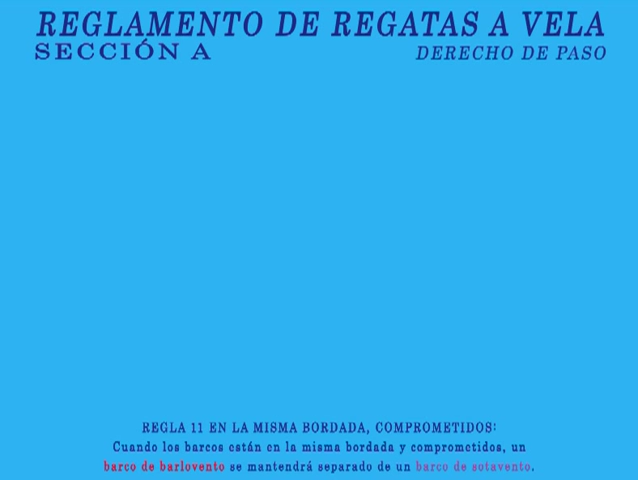 REGLAMENTO DE REGATAS A VELA
SECCIÓN A DERECHO DE PASO
REGLA 11 EN LA MISMA BORDADA, COMPROMETIDOS:
Cuando los barcos están en la misma bordada y comprometidos, un
barco de barlovento se mantendrá separado de un barco de sotavento.